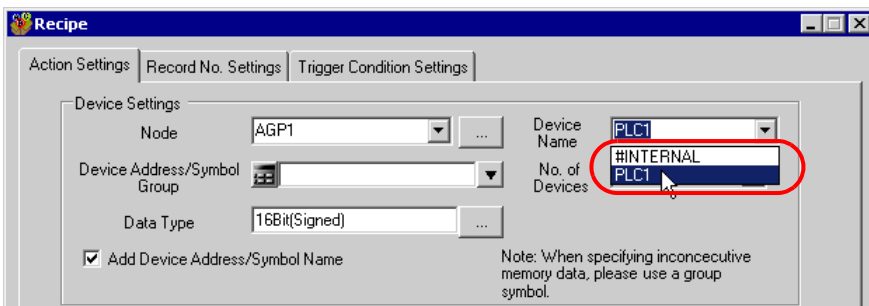 Recipe
Action Settings
Record No. Settings
Trigger Condition Settings
Device Settings
Node
AGP1
...
Device
Name
PLC1
#INTERNAL
PLC1
Device Address/Symbol
Group
No. of
Devices
Data Type
16Bit(Signed)
...
Add Device Address/Symbol Name
Note: When specifying inconcecutive
memory data, please use a group
symbol.